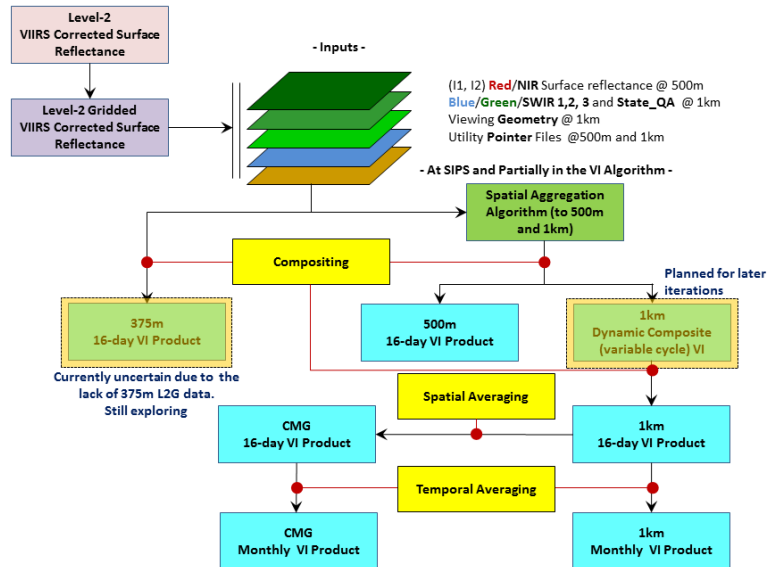 Level-2
VIIRS Corrected Surface
Reflectance
- Inputs -
(I1, I2) Red/NIR Surface reflectance @ 500m
Blue/Green/SWIR 1,2, 3 and State_QA @ 1km
Viewing Geometry @ 1km
Utility Pointer Files @500m and 1km
Level-2 Gridded
VIIRS Corrected Surface
Reflectance
- At SIPS and Partially in the VI Algorithm -
Spatial Aggregation
Algorithm (to 500m
and 1km)
Compositing
Planned for later
iterations
375m
16-day VI Product
500m
16-day VI Product
1km
Dynamic Composite
(variable cycle) VI
Currently uncertain due to the
lack of 375m L2G data.
Still exploring
Spatial Averaging
CMG
16-day VI Product
1km
16-day VI Product
Temporal Averaging
CMG
Monthly VI Product
1km
Monthly VI Product